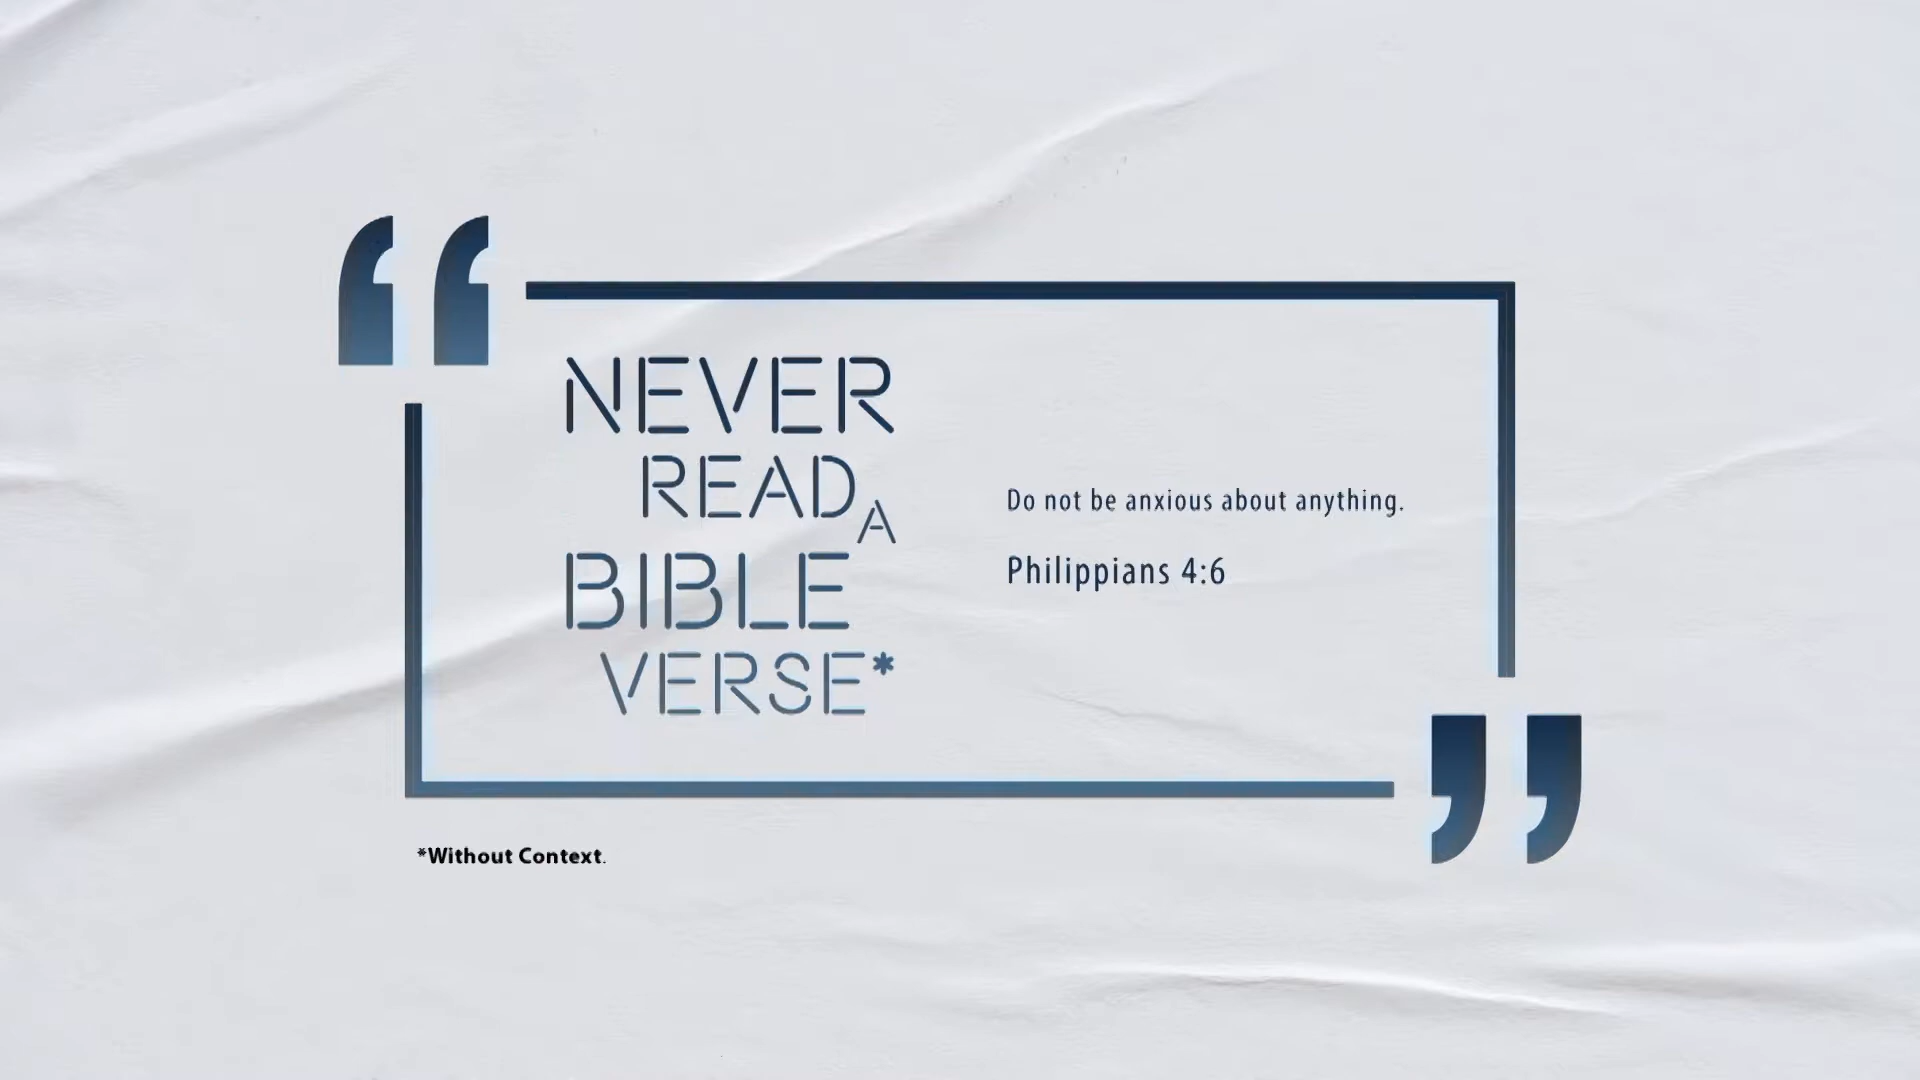 NEVER
READ A
BIBLE
VERSE*
Do not be anxious about anything.
Philippians 4:6
*Without Context.